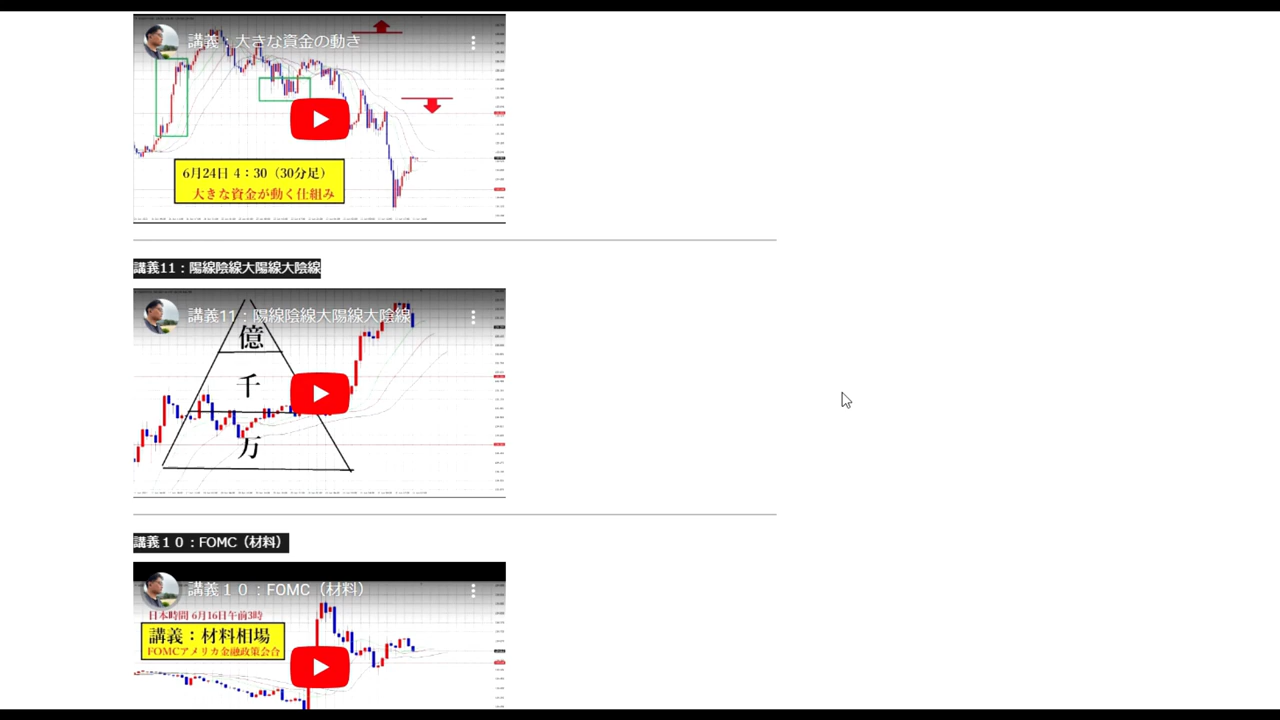 講義：大きな資金の動き
6月24日 4：30（30分足）
大きな資金が動く仕組み
講義11：陽線陰線大陽線大陰線
講義11：陽線陰線大陽線大陰線
億
千
万
講義１０：FOMC（材料）
講義１０：FOMC（材料）
日本時間 6月16日午前3時
講義：材料相場
FOMCアメリカ金融政策会合